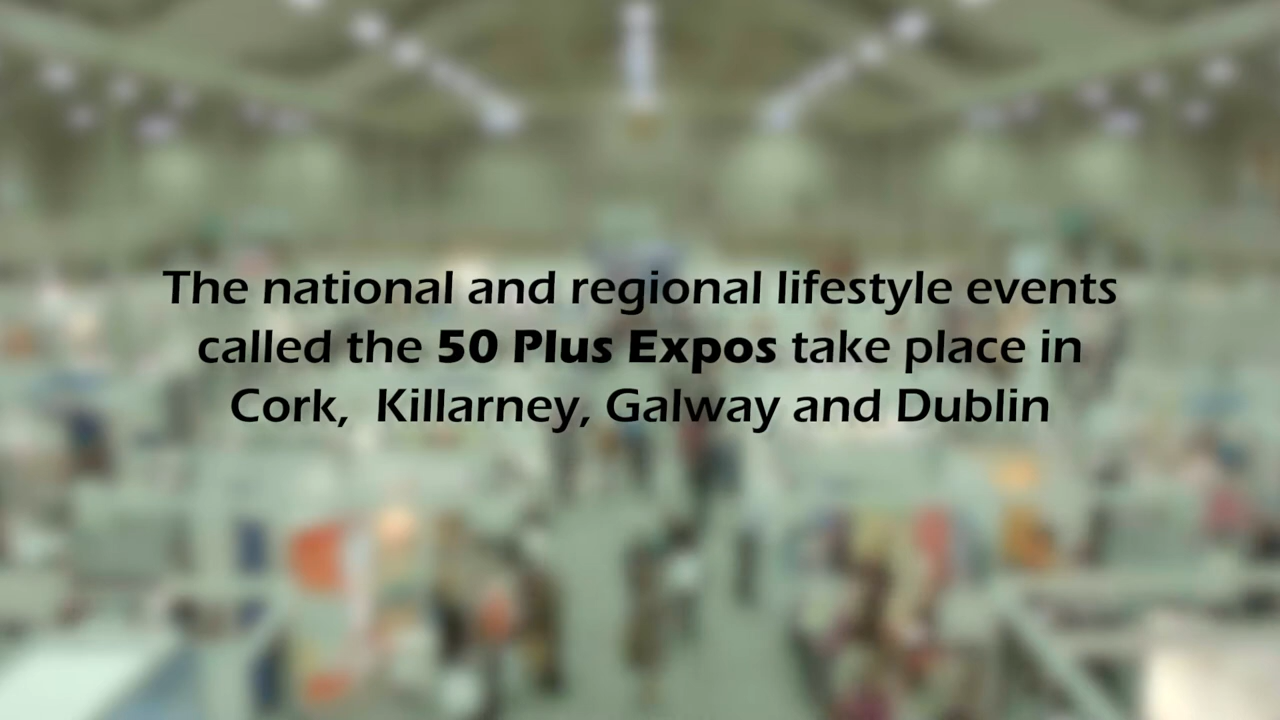 The national and regional lifestyle events
called the 50 Plus Expos take place in
Cork,  Killarney, Galway and Dublin